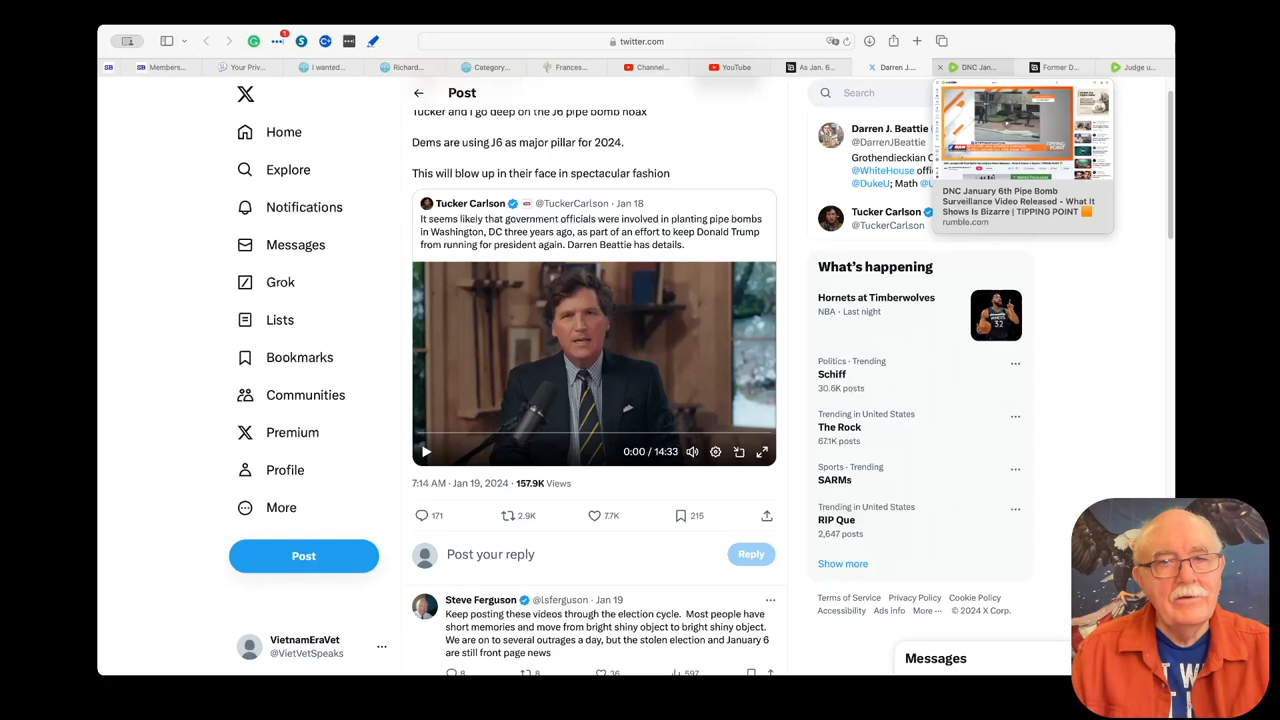 1
twitter.com
SB
SB Members...
Your Priv...
I wanted...
Richard...
Category...
Frances...
Channel...
YouTube
As Jan. 6...
Darren J....
DNC Jan...
Former D...
Judge u...
Home
Explore
Notifications
Messages
Grok
Lists
Bookmarks
Communities
Premium
Profile
More
Post
VietnamEraVet
@VietVetSpeaks
Post
Tucker and I go deep on the J6 pipe bomb hoax
Dems are using J6 as major pillar for 2024.
This will blow up in their face in spectacular fashion
Tucker Carlson @TuckerCarlson · Jan 18
It seems likely that government officials were involved in planting pipe bombs
in Washington, DC three years ago, as part of an effort to keep Donald Trump
from running for president again. Darren Beattie has details.
0:00 / 14:33
7:14 AM · Jan 19, 2024 · 157.9K Views
171
2.9K
7.7K
215
Post your reply
Reply
Steve Ferguson @lsferguson · Jan 19
Keep posting these videos through the election cycle. Most people have
short memories and move from bright shiny object to bright shiny object.
We are on to several outrages a day, but the stolen election and January 6
are still front page news
8
8
36
597
Search
Darren J. Beattie
@DarrenJBeattie
Grothendieckian C
@WhiteHouse offi
@DukeU; Math @U
Tucker Carlson
@TuckerCarlson
TIPPING POINT
DNC January 6th Pipe Bomb
Surveillance Video Released - What It
Shows Is Bizarre | TIPPING POINT
rumble.com
What's happening
Hornets at Timberwolves
NBA · Last night
Politics · Trending
Schiff
30.6K posts
Trending in United States
The Rock
67.1K posts
Sports · Trending
SARMs
Trending in United States
RIP Que
2,647 posts
Show more
Terms of Service Privacy Policy Cookie Policy
Accessibility Ads info More ··· © 2024 X Corp.
Messages